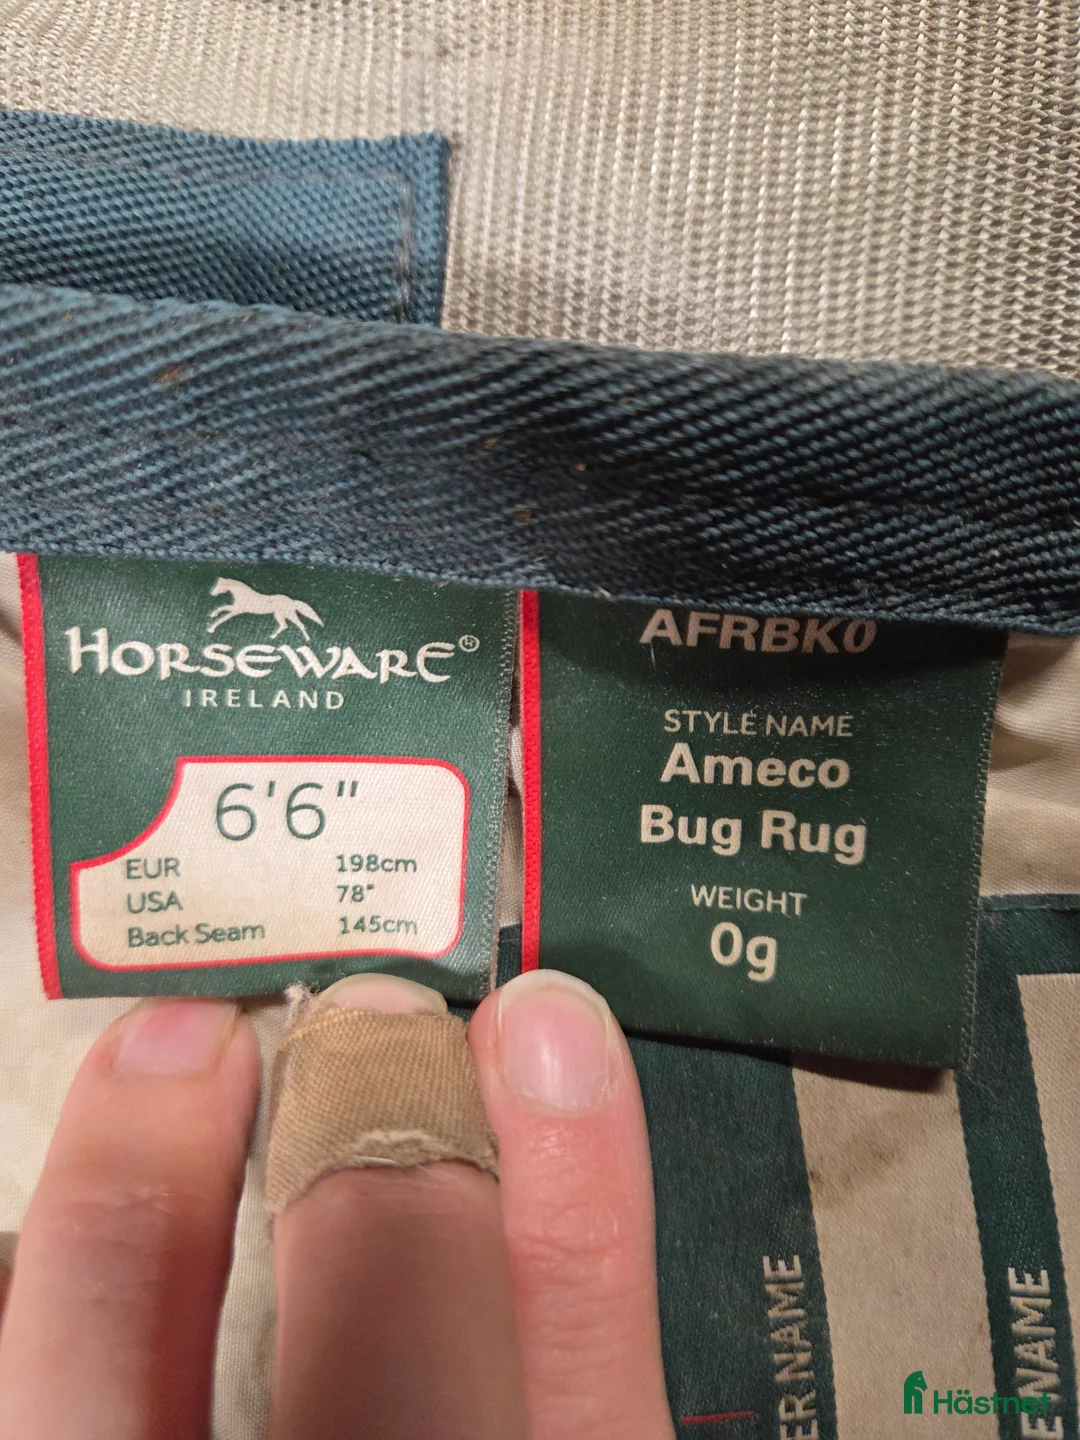 HORSEWARE®
IRELAND
6'6"
EUR 198cm
USA 78"
Back Seam 145cm
AFRBK0
STYLE NAME
Ameco
Bug Rug
WEIGHT
0g
ER NAME
ENAME
Hästnet